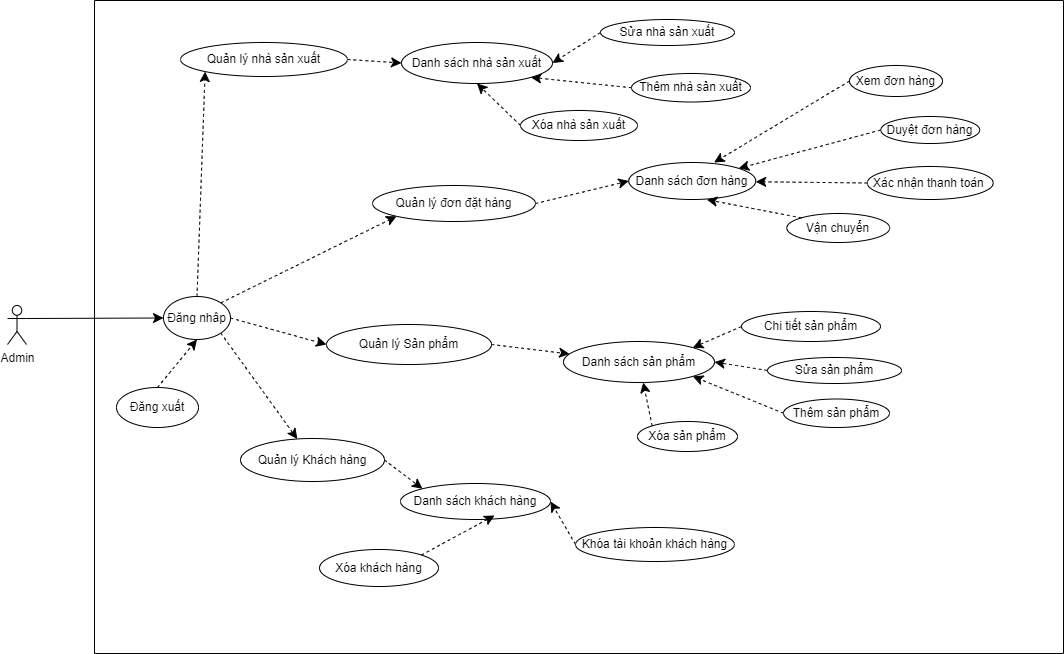 Sửa nhà sản xuất
Quản lý nhà sản xuất
Danh sách nhà sản xuất
Thêm nhà sản xuất
Xem đơn hàng
Xóa nhà sản xuất
Duyệt đơn hàng
Danh sách đơn hàng
Xác nhận thanh toán
Quản lý đơn đặt hàng
Vận chuyển
Đăng nhâp
Chi tiết sản phẩm
Quản lý Sản phẩm
Admin
Danh sách sản phẩm
Sửa sản phẩm
Đăng xuất
Thêm sản phẩm
Xóa sản phẩm
Quản lý Khách hàng
Danh sách khách hàng
Khóa tài khoản khách hàng
Xóa khách hàng